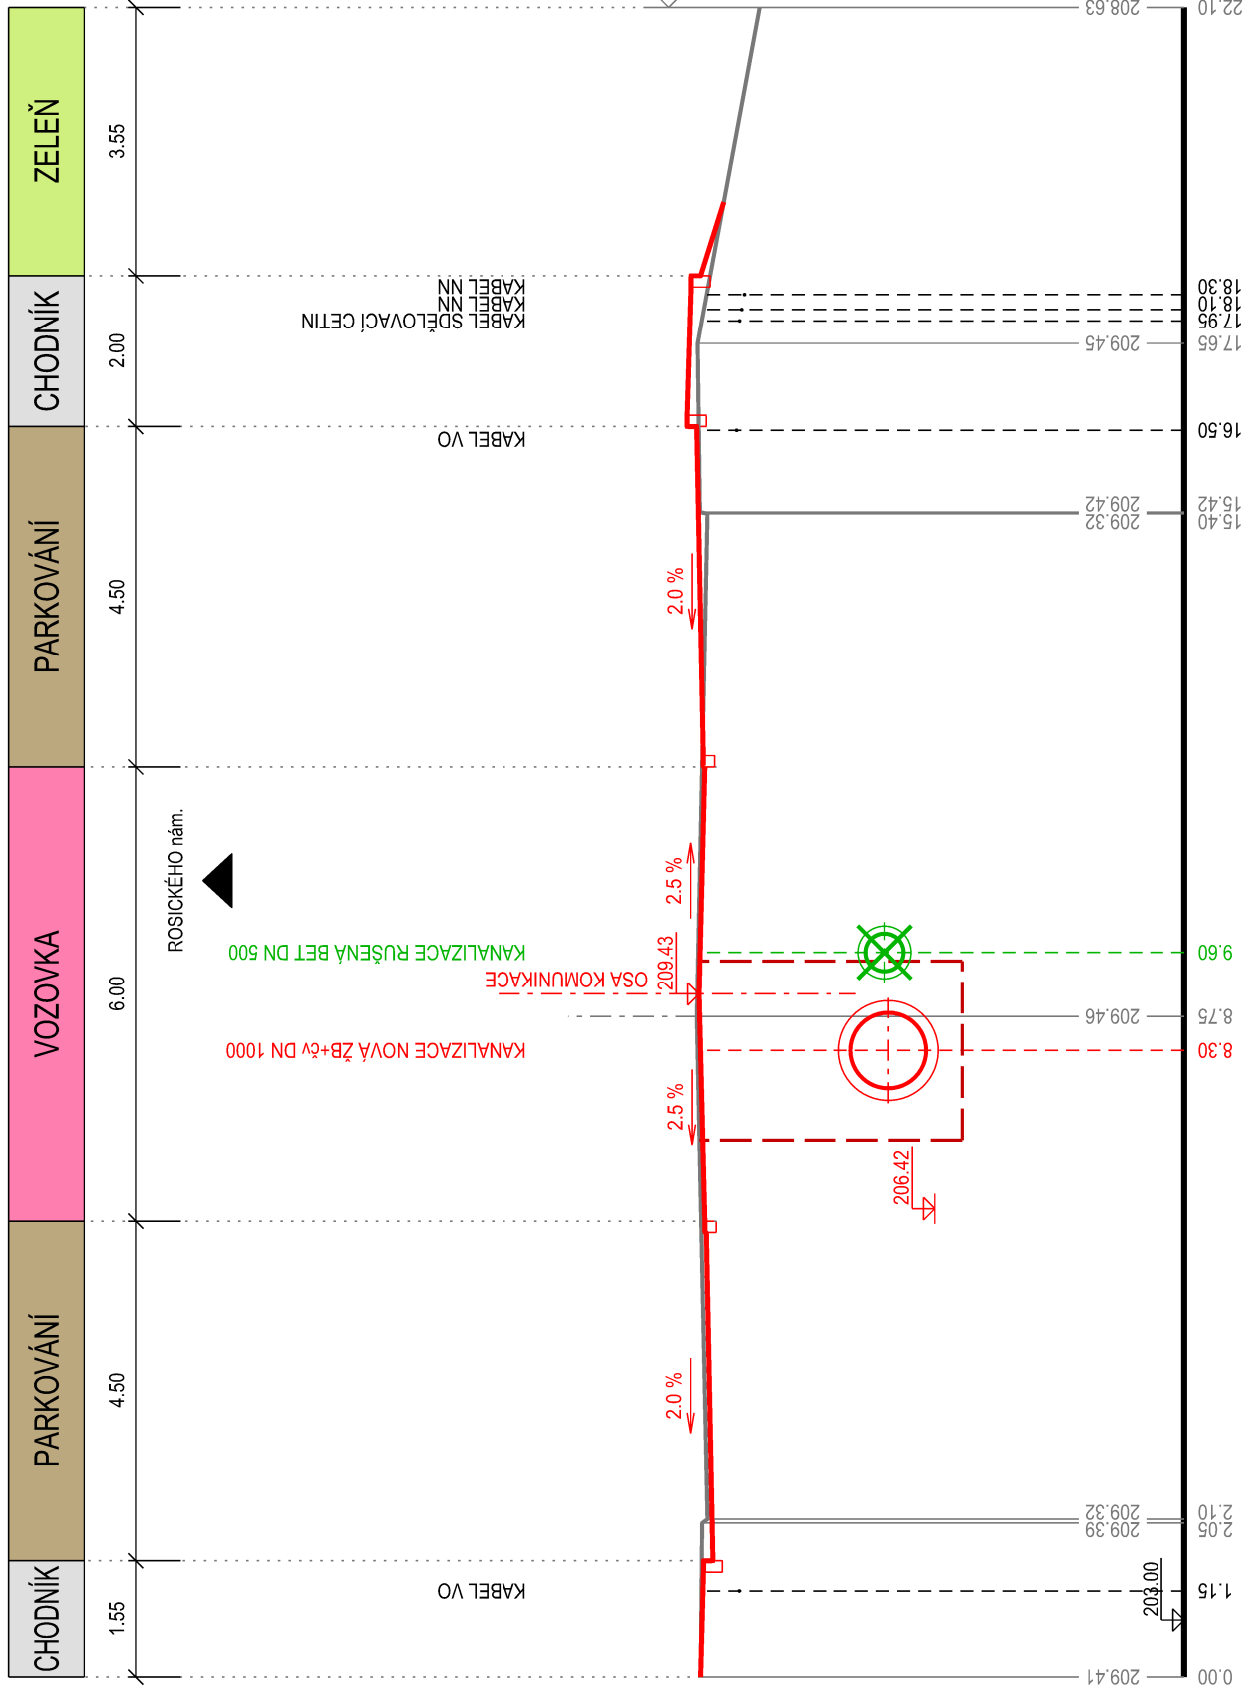 ZELEŇ
CHODNÍK
PARKOVÁNÍ
VOZOVKA
PARKOVÁNÍ
CHODNÍK
3.55
2.00
4.50
6.00
4.50
1.55
ROSICKÉHO nám.
KABEL NN
KABEL NN
KABEL SDĚLOVACÍ CETIN
KABEL VO
KANALIZACE RUŠENÁ BET DN 500
OSA KOMUNIKACE
KANALIZACE NOVÁ ŽB+čv DN 1000
KABEL VO
2.0 %
2.5 %
209.43
2.5 %
2.0 %
206.42
203.00
208.63
209.45
209.42
209.32
209.46
209.32
209.39
209.41
22.10
18.30
18.10
17.95
17.65
16.50
15.42
15.40
9.60
8.75
8.30
2.10
2.05
1.15
0.00